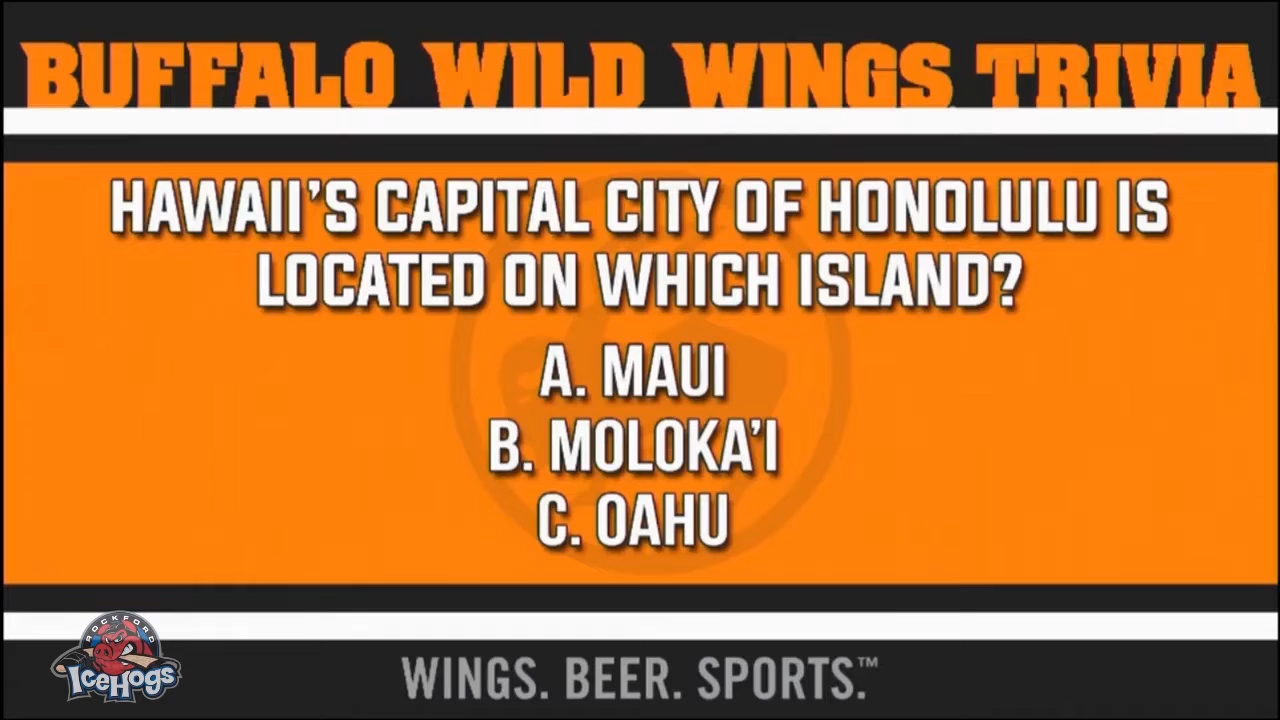 BUFFALO WILD WINGS TRIVIA
HAWAII'S CAPITAL CITY OF HONOLULU IS
LOCATED ON WHICH ISLAND?
A. MAUI
B. MOLOKA'I
C. OAHU
ROCKFORD
ICEHOGS
WINGS. BEER. SPORTS.™